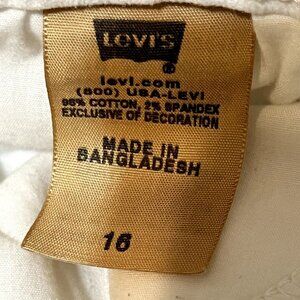 LEVI'S
®
levi.com
(800) USA-LEVI
98% COTTON, 2% SPANDEX
EXCLUSIVE OF DECORATION
MADE IN
BANGLADESH
16